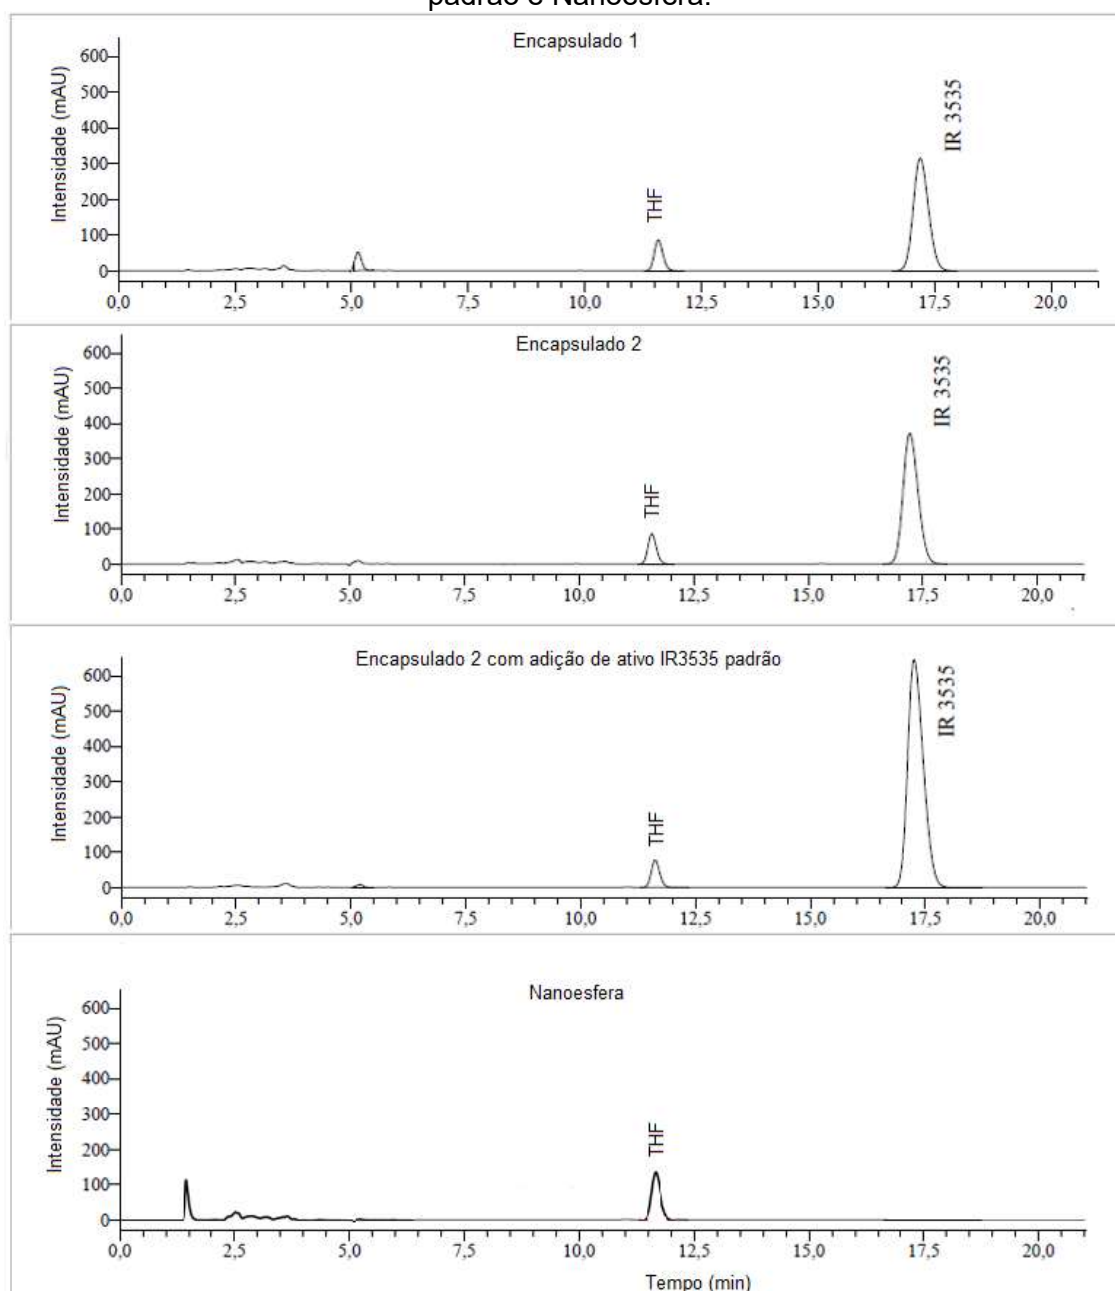 padrão e Nanoesfera.
Encapsulado 1
Intensidade (mAU)
600
500
400
300
200
100
0
THF
IR 3535
0,0 2,5 5,0 7,5 10,0 12,5 15,0 17,5 20,0
Encapsulado 2
Intensidade (mAU)
600
500
400
300
200
100
0
THF
IR 3535
0,0 2,5 5,0 7,5 10,0 12,5 15,0 17,5 20,0
Encapsulado 2 com adição de ativo IR3535 padrão
Intensidade (mAU)
600
500
400
300
200
100
0
THF
IR 3535
0,0 2,5 5,0 7,5 10,0 12,5 15,0 17,5 20,0
Nanoesfera
Intensidade (mAU)
600
500
400
300
200
100
0
THF
0,0 2,5 5,0 7,5 10,0 12,5 15,0 17,5 20,0
Tempo (min)